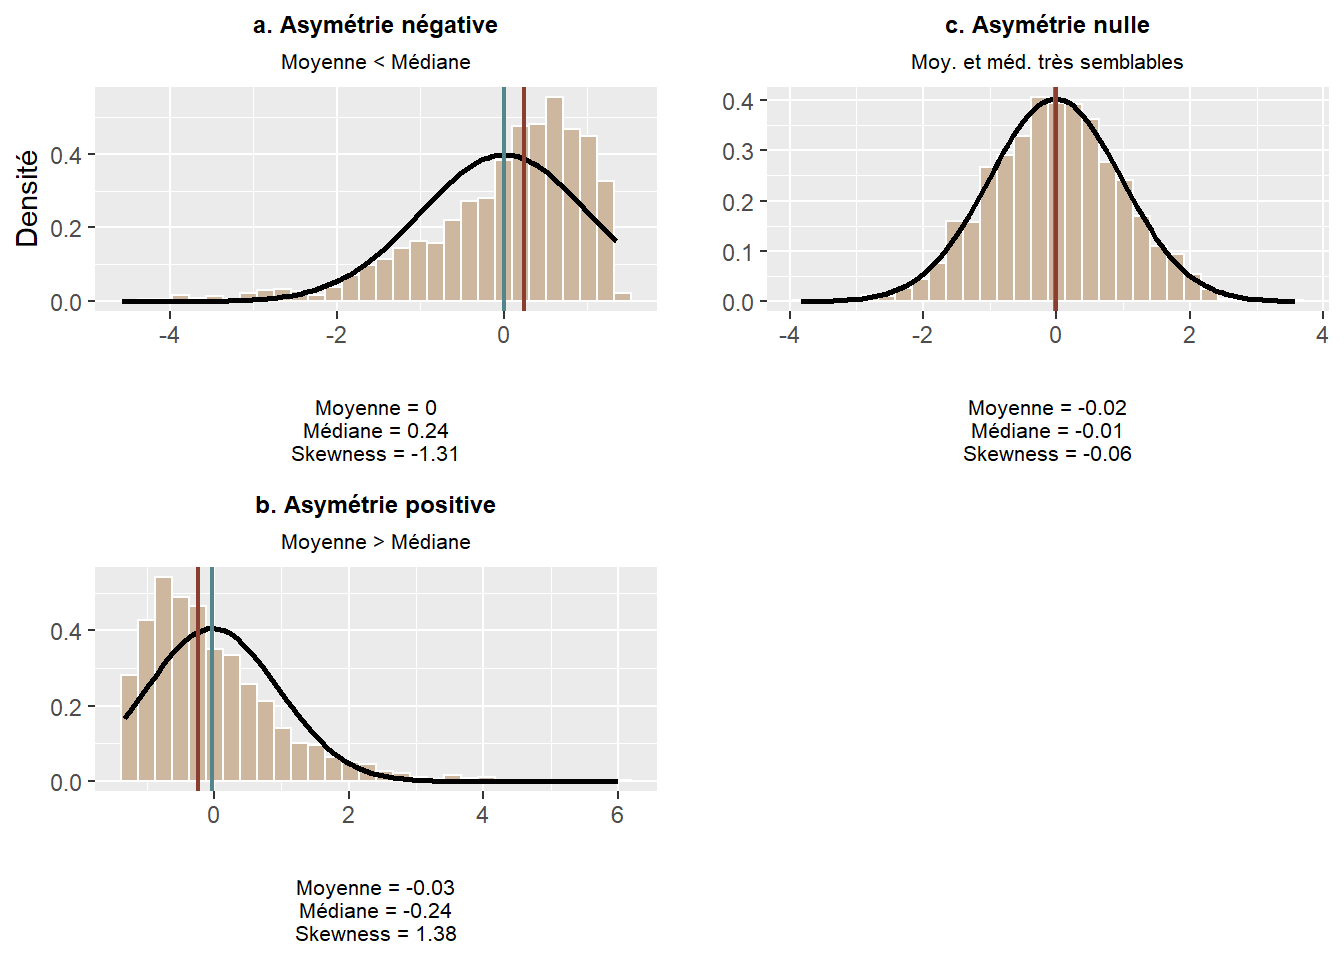 a. Asymétrie négative
Moyenne < Médiane
Densité
0.4
0.2
0.0
-4
-2
0
Moyenne = 0
Médiane = 0.24
Skewness = -1.31
c. Asymétrie nulle
Moy. et méd. très semblables
0.4
0.3
0.2
0.1
0.0
-4
-2
0
2
4
Moyenne = -0.02
Médiane = -0.01
Skewness = -0.06
b. Asymétrie positive
Moyenne > Médiane
0.4
0.2
0.0
0
2
4
6
Moyenne = -0.03
Médiane = -0.24
Skewness = 1.38